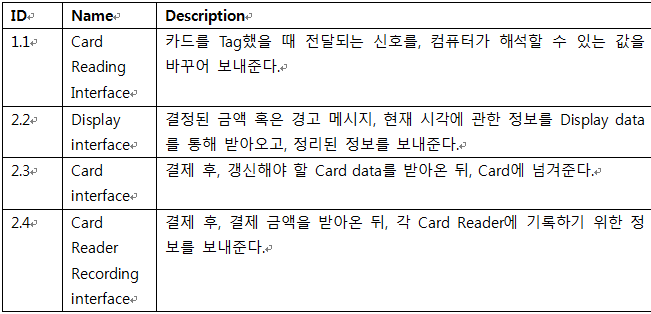 ID Name Description
1.1 Card 카드를 Tag했을 때 전달되는 신호를, 컴퓨터가 해석할 수 있는 값을
Reading 바꾸어 보내준다.
Interface
2.2 Display 결정된 금액 혹은 경고 메시지, 현재 시각에 관한 정보를 Display data
interface 를 통해 받아오고, 정리된 정보를 보내준다.
2.3 Card 결제 후, 갱신해야 할 Card data를 받아온 뒤, Card에 넘겨준다.
interface
2.4 Card 결제 후, 결제 금액을 받아온 뒤, 각 Card Reader에 기록하기 위한 정
Reader 보를 보내준다.
Recording
interface